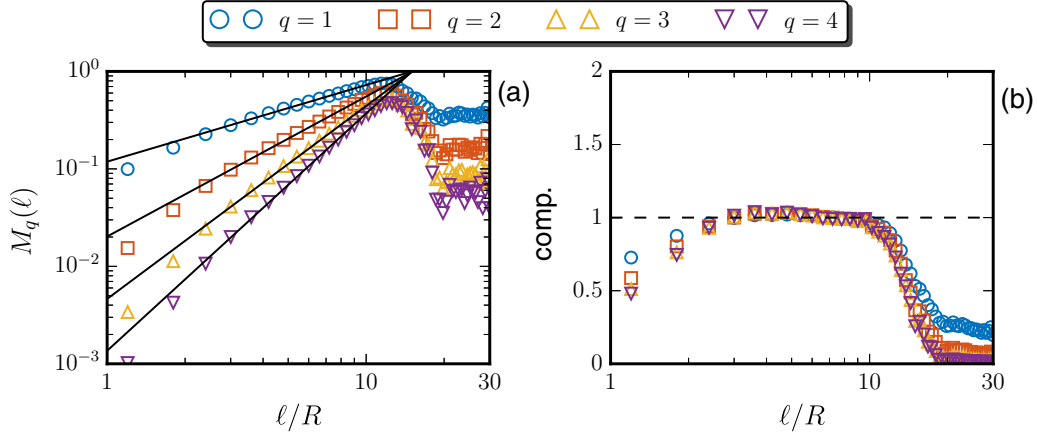 q = 1 q = 2 q = 3 q = 4
(a)
M_q(ℓ)
10^0
10^{-1}
10^{-2}
10^{-3}
1 10 30
ℓ/R
(b)
comp.
2
1.5
1
0.5
0
1 10 30
ℓ/R